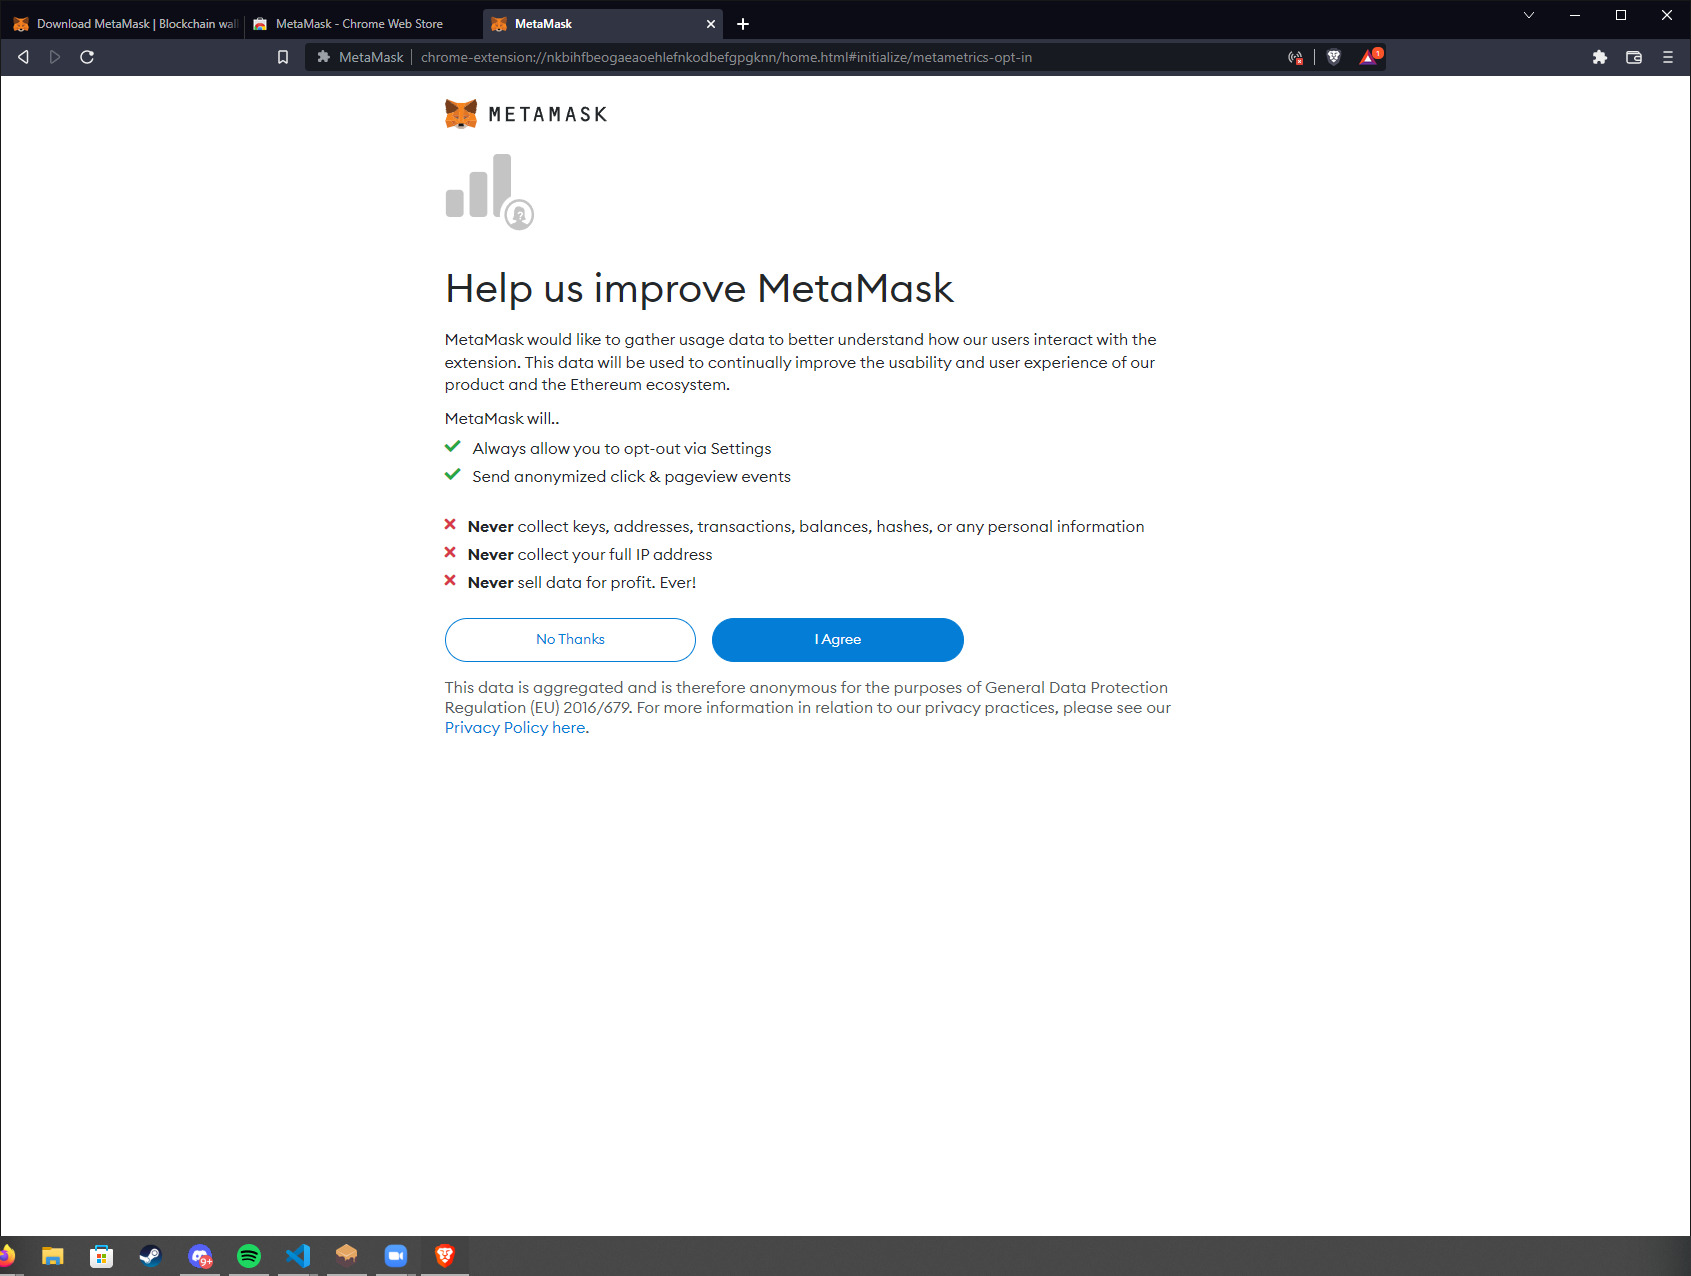 Download MetaMask | Blockchain wal
MetaMask - Chrome Web Store
MetaMask
MetaMask
chrome-extension://nkbihfbeogaeaoehlefnkodbefgpgknn/home.html#initialize/metametrics-opt-in
1
METAMASK
?
Help us improve MetaMask
MetaMask would like to gather usage data to better understand how our users interact with the
extension. This data will be used to continually improve the usability and user experience of our
product and the Ethereum ecosystem.
MetaMask will..
Always allow you to opt-out via Settings
Send anonymized click & pageview events
Never collect keys, addresses, transactions, balances, hashes, or any personal information
Never collect your full IP address
Never sell data for profit. Ever!
No Thanks
I Agree
This data is aggregated and is therefore anonymous for the purposes of General Data Protection
Regulation (EU) 2016/679. For more information in relation to our privacy practices, please see our
Privacy Policy here.
9+